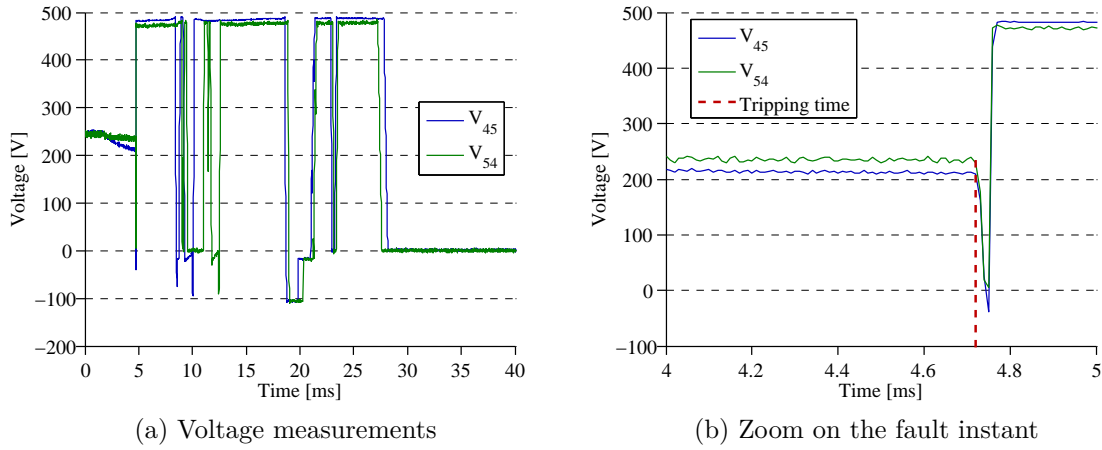 500
400
300
200
100
0
−100
−200
Voltage [V]
0 5 10 15 20 25 30 35 40
Time [ms]
V45
V54
(a) Voltage measurements
500
400
300
200
100
0
−100
Voltage [V]
4 4.2 4.4 4.6 4.8 5
Time [ms]
V45
V54
Tripping time
(b) Zoom on the fault instant